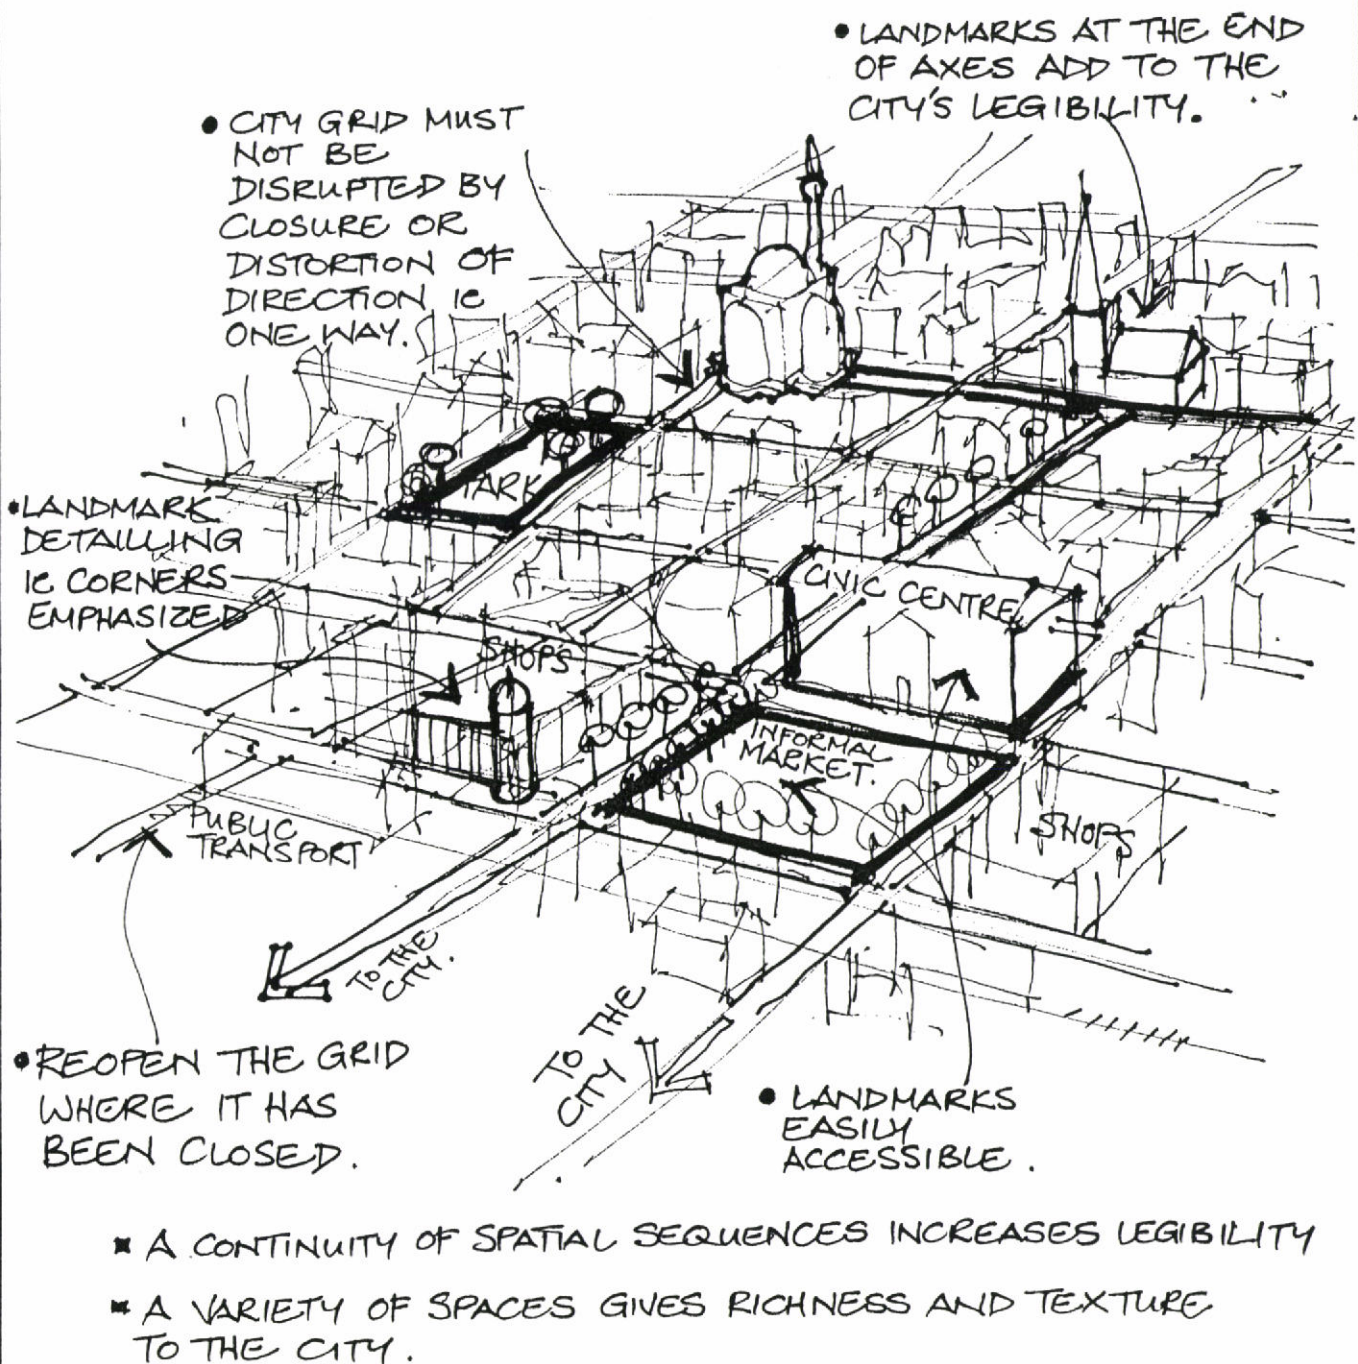 • LANDMARKS AT THE END
OF AXES ADD TO THE
CITY'S LEGIBILITY.
• CITY GRID MUST
NOT BE
DISRUPTED BY
CLOSURE OR
DISTORTION OF
DIRECTION IE
ONE WAY.
• LANDMARK
DETAILLING
IE CORNERS
EMPHASIZED
PARK
CIVIC CENTRE
SHOPS
INFORMAL
MARKET.
SHOPS
PUBLIC
TRANSPORT
TO THE
CITY.
TO THE
CITY
• REOPEN THE GRID
WHERE IT HAS
BEEN CLOSED.
• LANDMARKS
EASILY
ACCESSIBLE.
* A CONTINUITY OF SPATIAL SEQUENCES INCREASES LEGIBILITY
* A VARIETY OF SPACES GIVES RICHNESS AND TEXTURE
TO THE CITY.